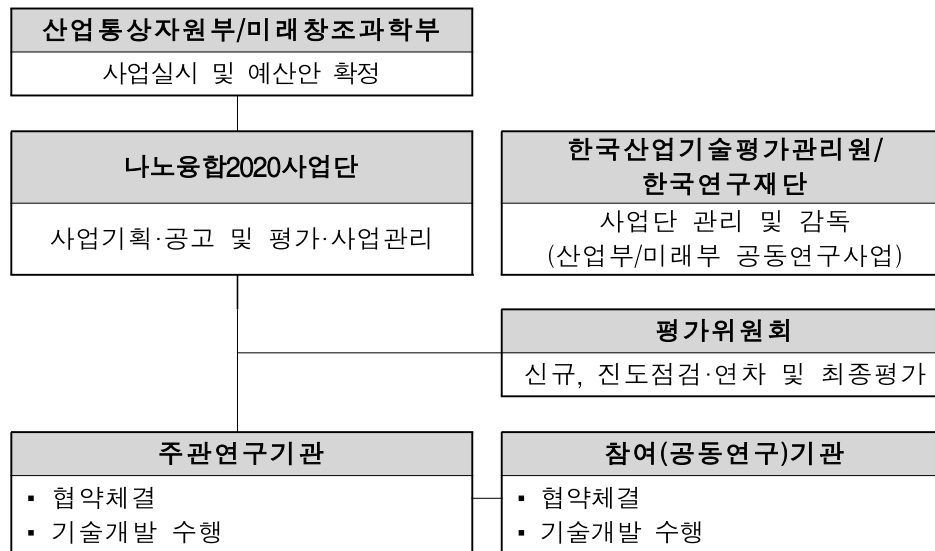 산업통상자원부/미래창조과학부
사업실시 및 예산안 확정
나노융합2020사업단
사업기획·공고 및 평가·사업관리
한국산업기술평가관리원/
한국연구재단
사업단 관리 및 감독
(산업부/미래부 공동연구사업)
평가위원회
신규, 진도점검·연차 및 최종평가
주관연구기관
▪ 협약체결
▪ 기술개발 수행
참여(공동연구)기관
▪ 협약체결
▪ 기술개발 수행